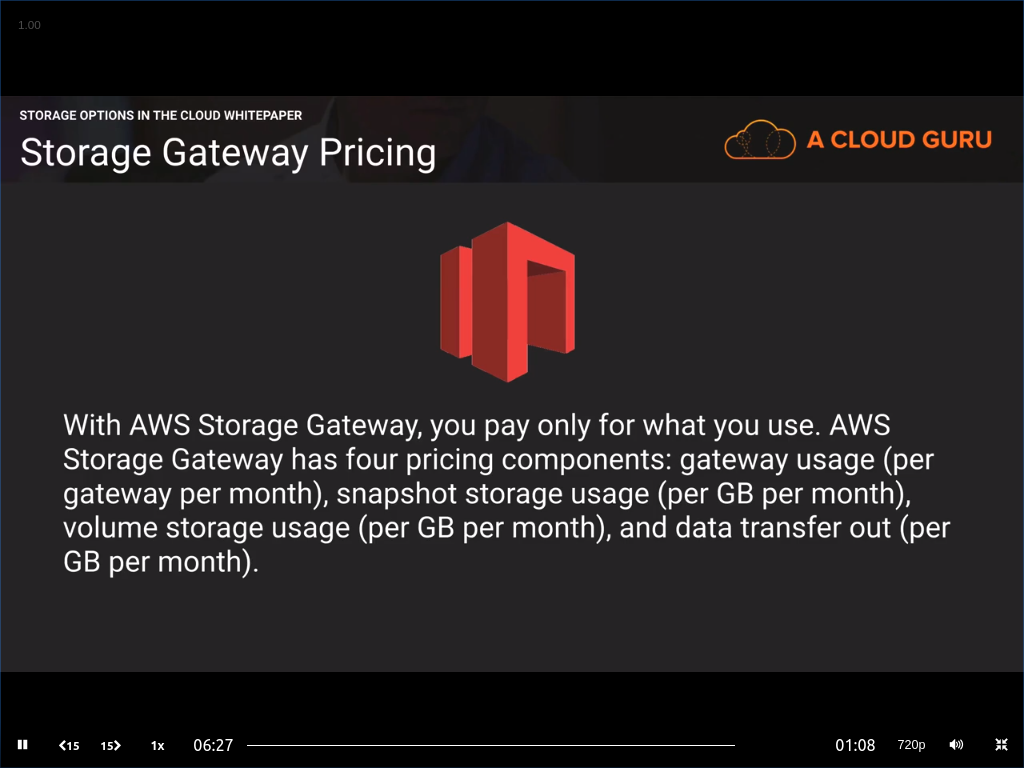 1.00
STORAGE OPTIONS IN THE CLOUD WHITEPAPER
Storage Gateway Pricing
A CLOUD GURU
With AWS Storage Gateway, you pay only for what you use. AWS
Storage Gateway has four pricing components: gateway usage (per
gateway per month), snapshot storage usage (per GB per month),
volume storage usage (per GB per month), and data transfer out (per
GB per month).
15 15 1x 06:27 01:08 720p